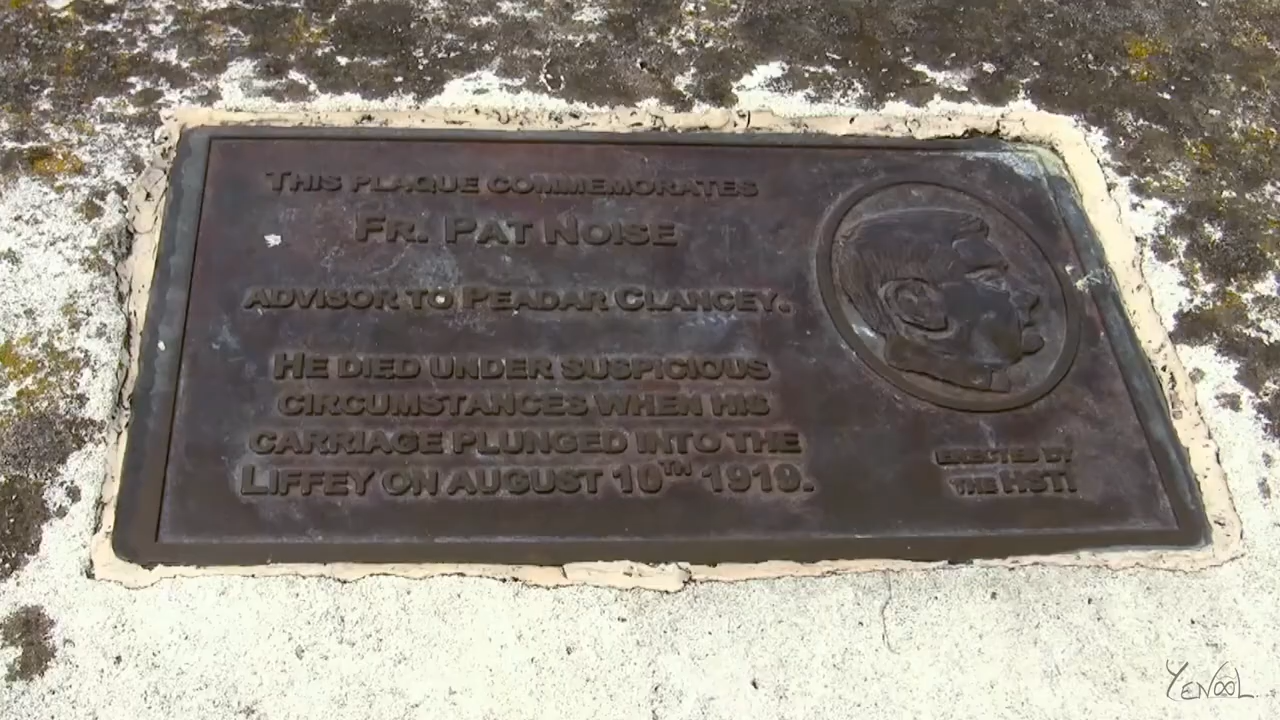 THIS PLAQUE COMMEMORATES
FR. PAT NOISE
ADVISOR TO PEADAR CLANCEY.
HE DIED UNDER SUSPICIOUS
CIRCUMSTANCES WHEN HIS
CARRIAGE PLUNGED INTO THE
LIFFEY ON AUGUST 10TH 1919.
ERECTED BY
THE HSTI
YENOOL